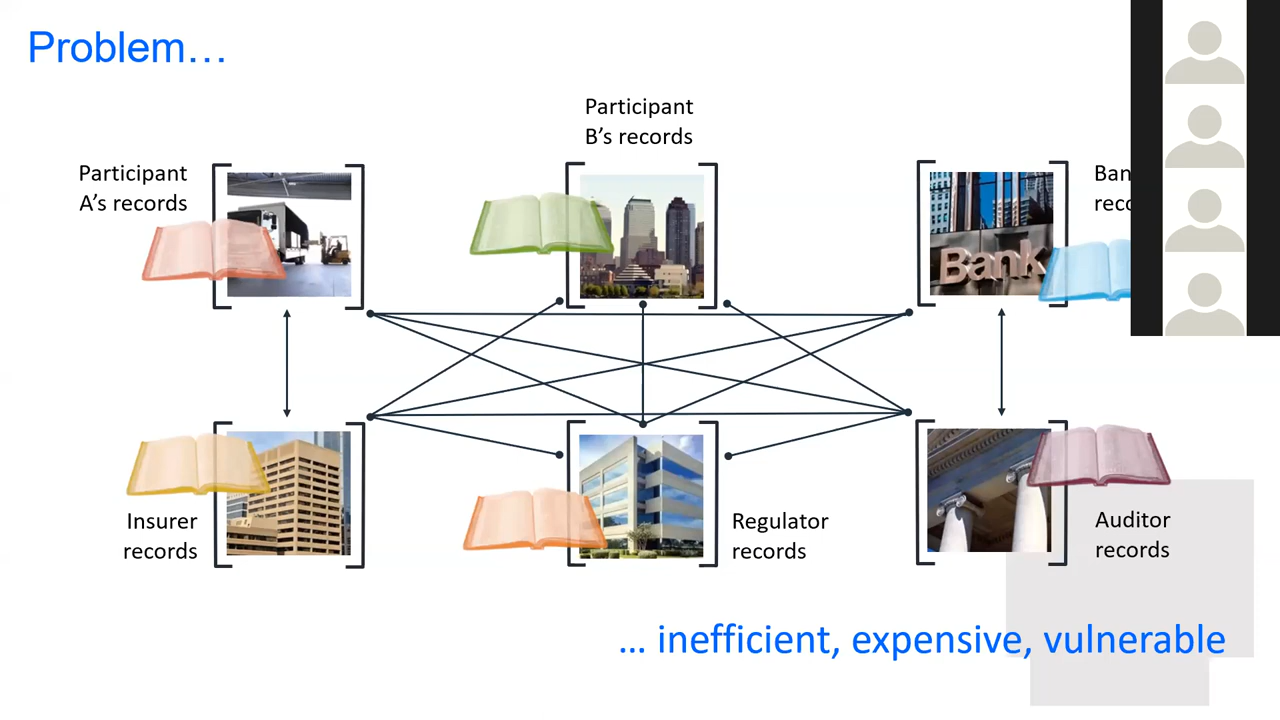 Problem…
Participant
B’s records
Participant
A’s records
Bank
Insurer
records
Regulator
records
Auditor
records
... inefficient, expensive, vulnerable